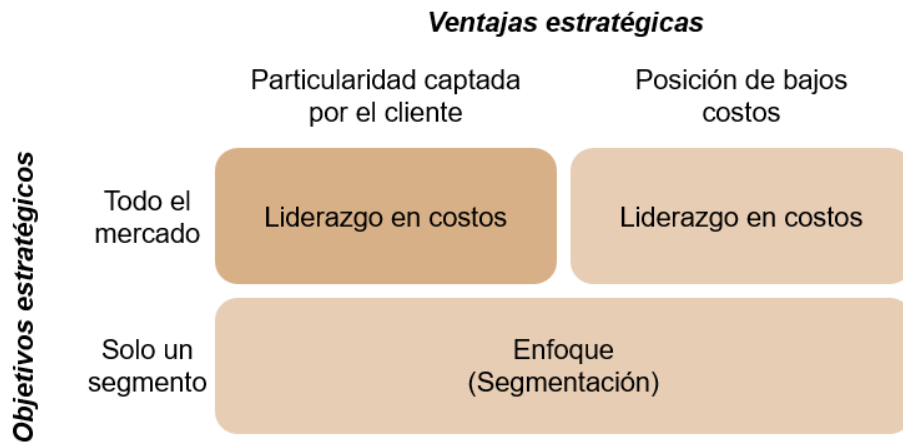 Ventajas estratégicas
Particularidad captada
por el cliente
Posición de bajos
costos
Objetivos estratégicos
Todo el
mercado
Liderazgo en costos
Liderazgo en costos
Solo un
segmento
Enfoque
(Segmentación)